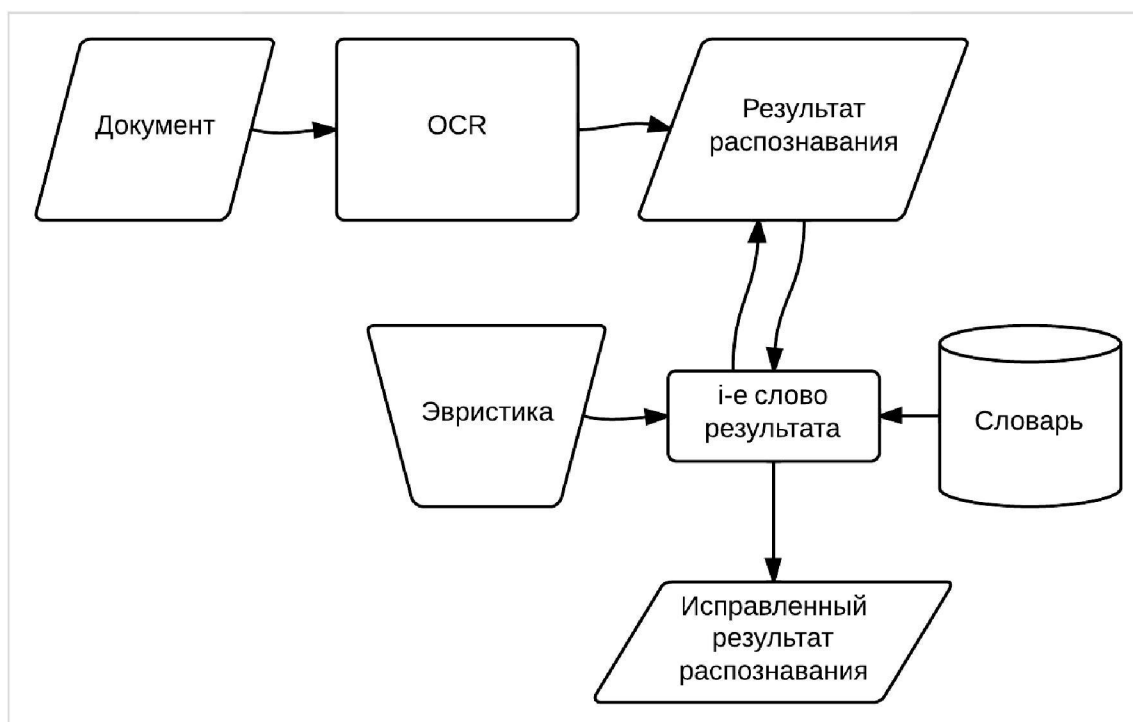 Документ
OCR
Результат
распознавания
Эвристика
i-е слово
результата
Словарь
Исправленный
результат
распознавания